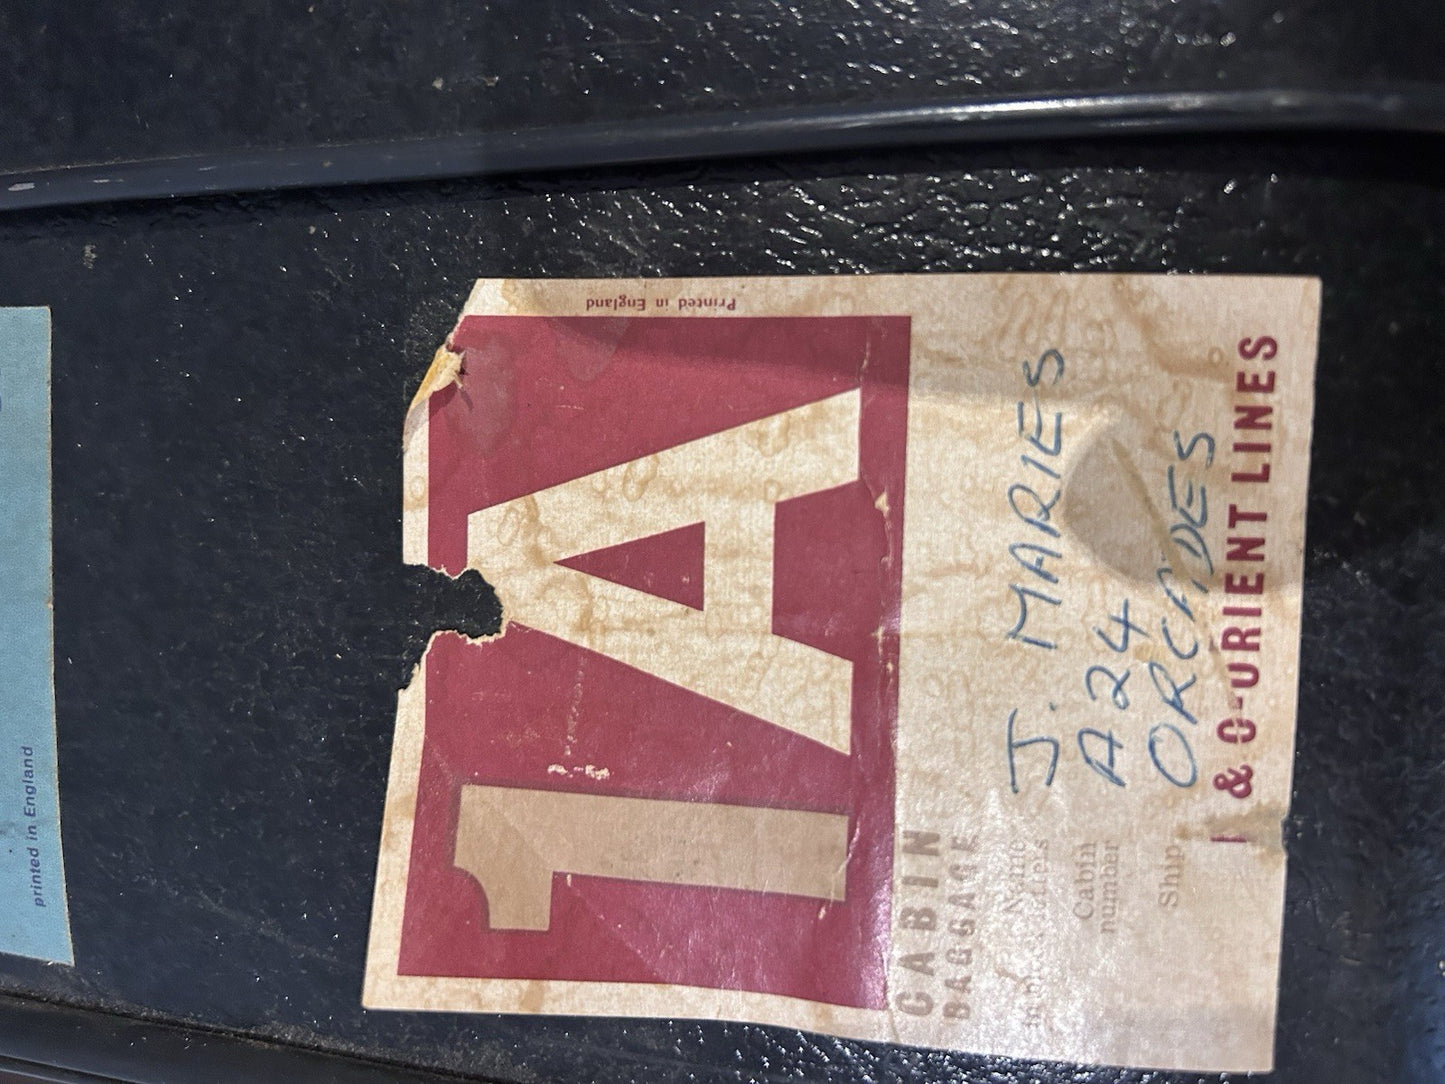 Printed in England
1A
CABIN
BAGGAGE
Name
J. MARIES
Cabin
number
A24
Ship
ORCADES
& O-ORIENT LINES
printed in England